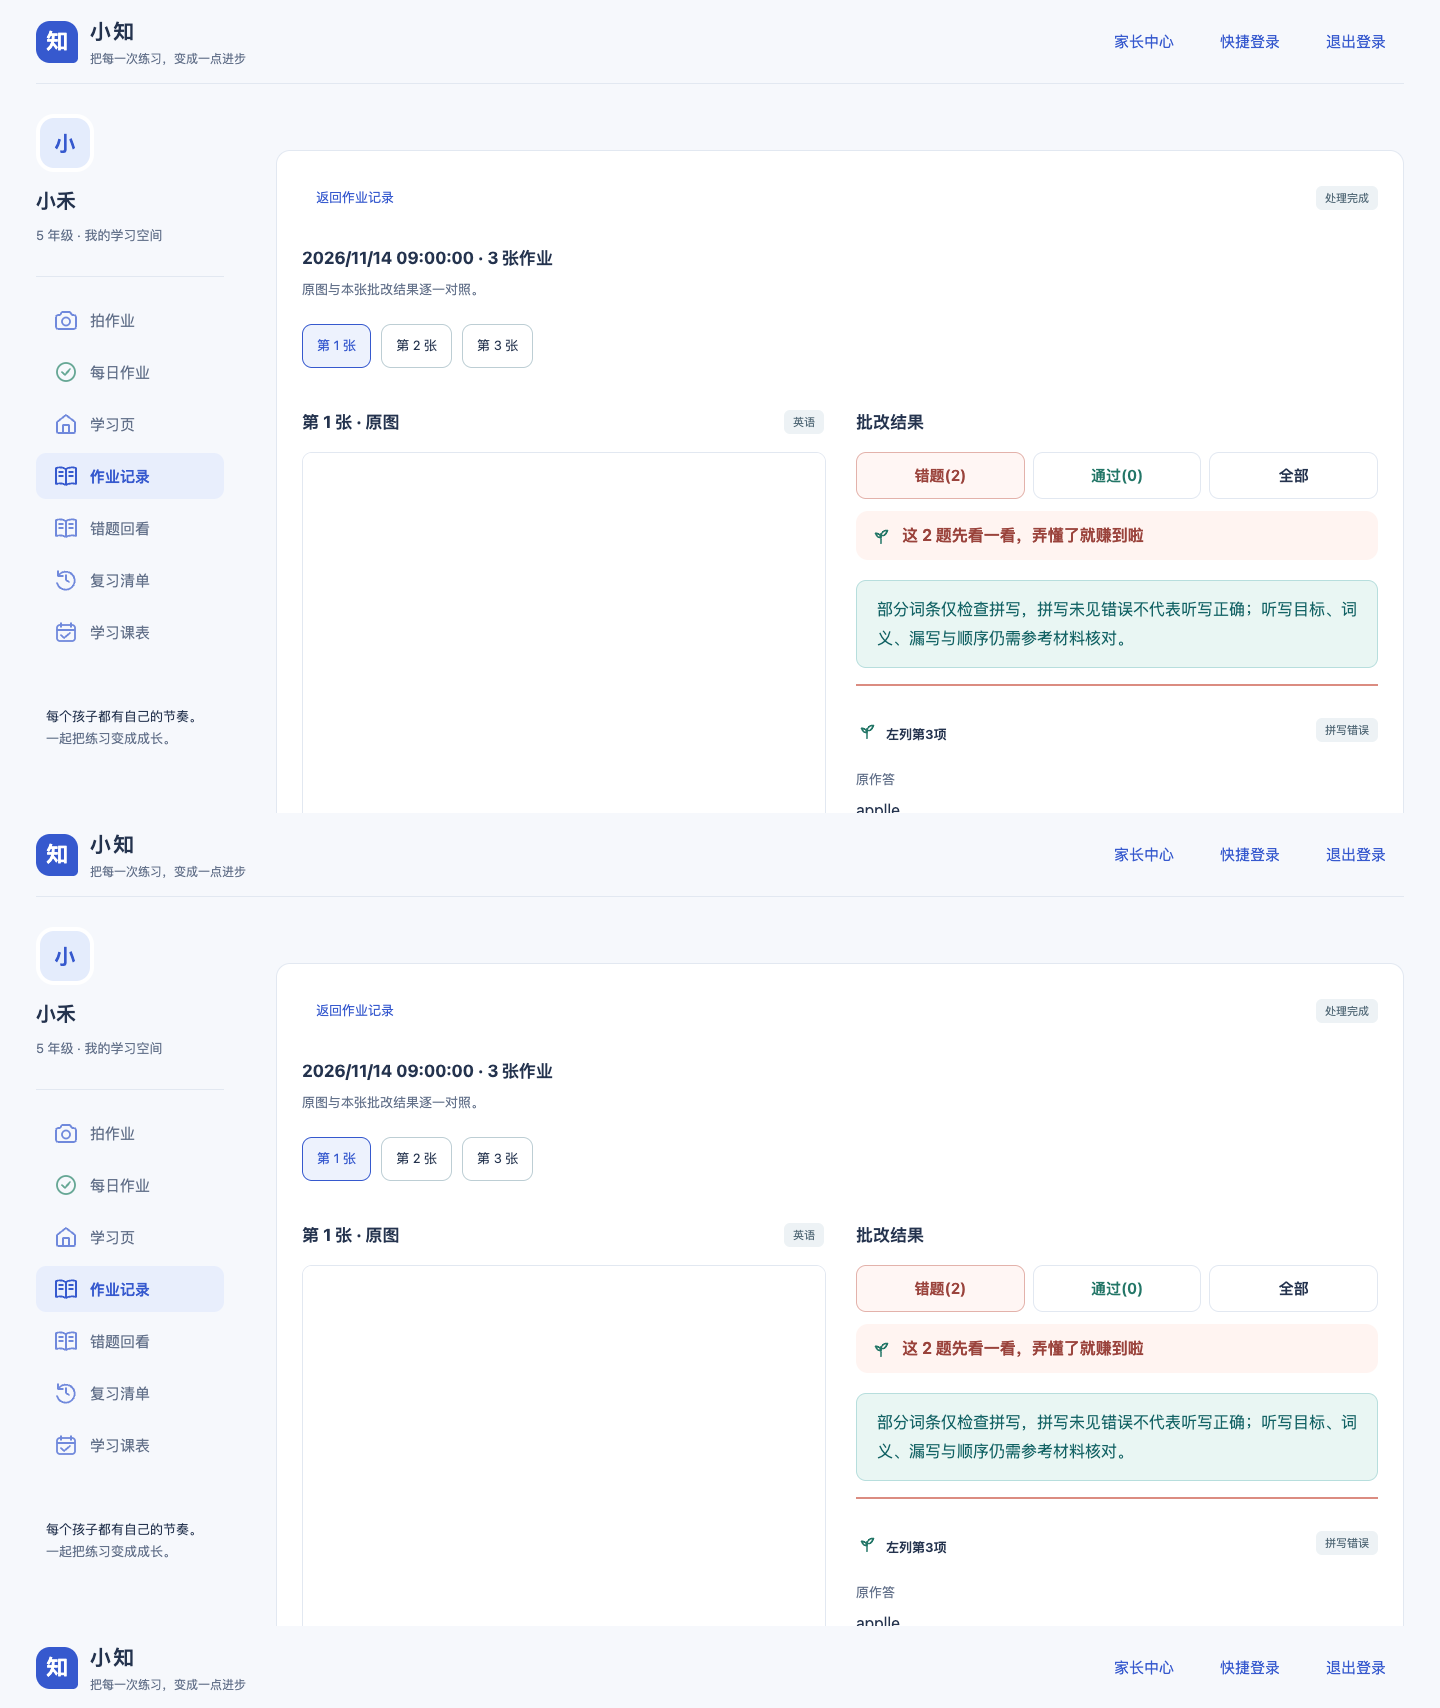 知
小知
把每一次练习，变成一点进步
家长中心
快捷登录
退出登录
小
小禾
5 年级 · 我的学习空间
拍作业
每日作业
学习页
作业记录
错题回看
复习清单
学习课表
每个孩子都有自己的节奏。
一起把练习变成成长。
返回作业记录
处理完成
2026/11/14 09:00:00 · 3 张作业
原图与本张批改结果逐一对照。
第 1 张
第 2 张
第 3 张
第 1 张 · 原图
英语
批改结果
错题(2)
通过(0)
全部
这 2 题先看一看，弄懂了就赚到啦
部分词条仅检查拼写，拼写未见错误不代表听写正确；听写目标、词
义、漏写与顺序仍需参考材料核对。
左列第3项
拼写错误
原作答
applle
知
小知
把每一次练习，变成一点进步
家长中心
快捷登录
退出登录
小
小禾
5 年级 · 我的学习空间
拍作业
每日作业
学习页
作业记录
错题回看
复习清单
学习课表
每个孩子都有自己的节奏。
一起把练习变成成长。
返回作业记录
处理完成
2026/11/14 09:00:00 · 3 张作业
原图与本张批改结果逐一对照。
第 1 张
第 2 张
第 3 张
第 1 张 · 原图
英语
批改结果
错题(2)
通过(0)
全部
这 2 题先看一看，弄懂了就赚到啦
部分词条仅检查拼写，拼写未见错误不代表听写正确；听写目标、词
义、漏写与顺序仍需参考材料核对。
左列第3项
拼写错误
原作答
applle
知
小知
把每一次练习，变成一点进步
家长中心
快捷登录
退出登录